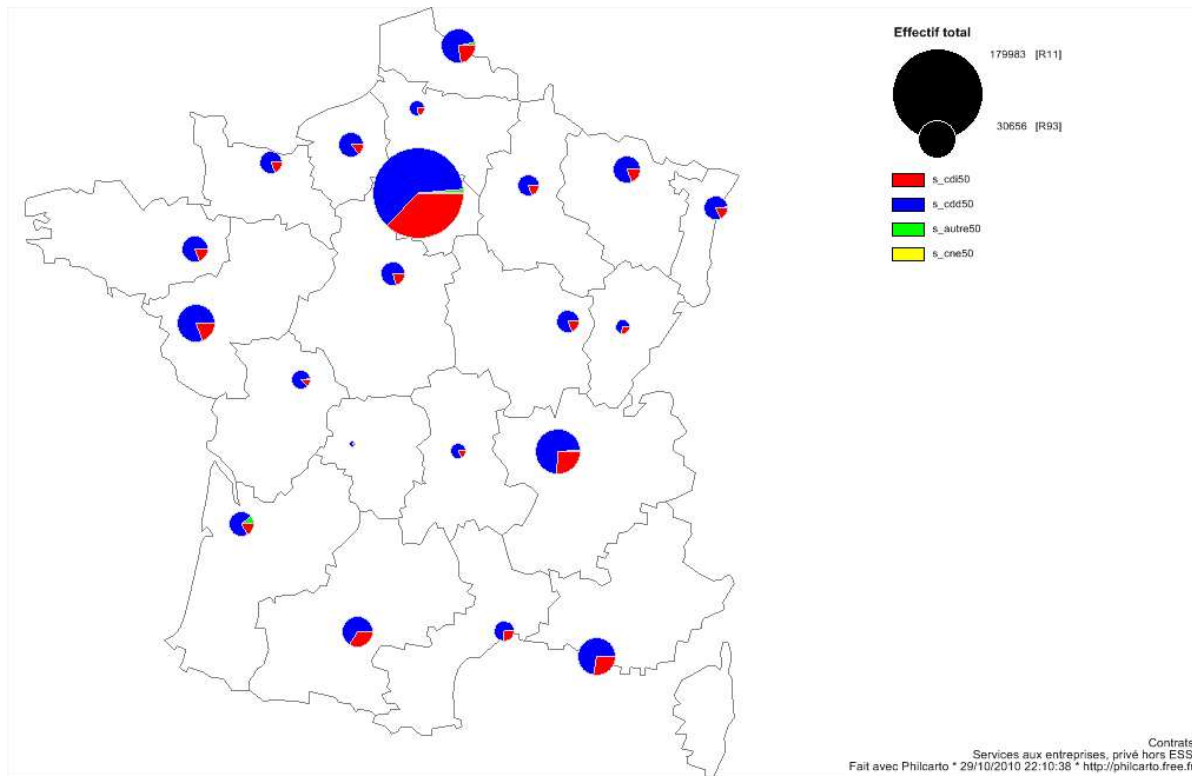 Effectif total
179983 [R11]
30656 [R93]
s_cdi50
s_cdd50
s_autre50
s_cne50
Contrats
Services aux entreprises, privé hors ESS
Fait avec Philcarto * 29/10/2010 22:10:38 * http://philcarto.free.fr